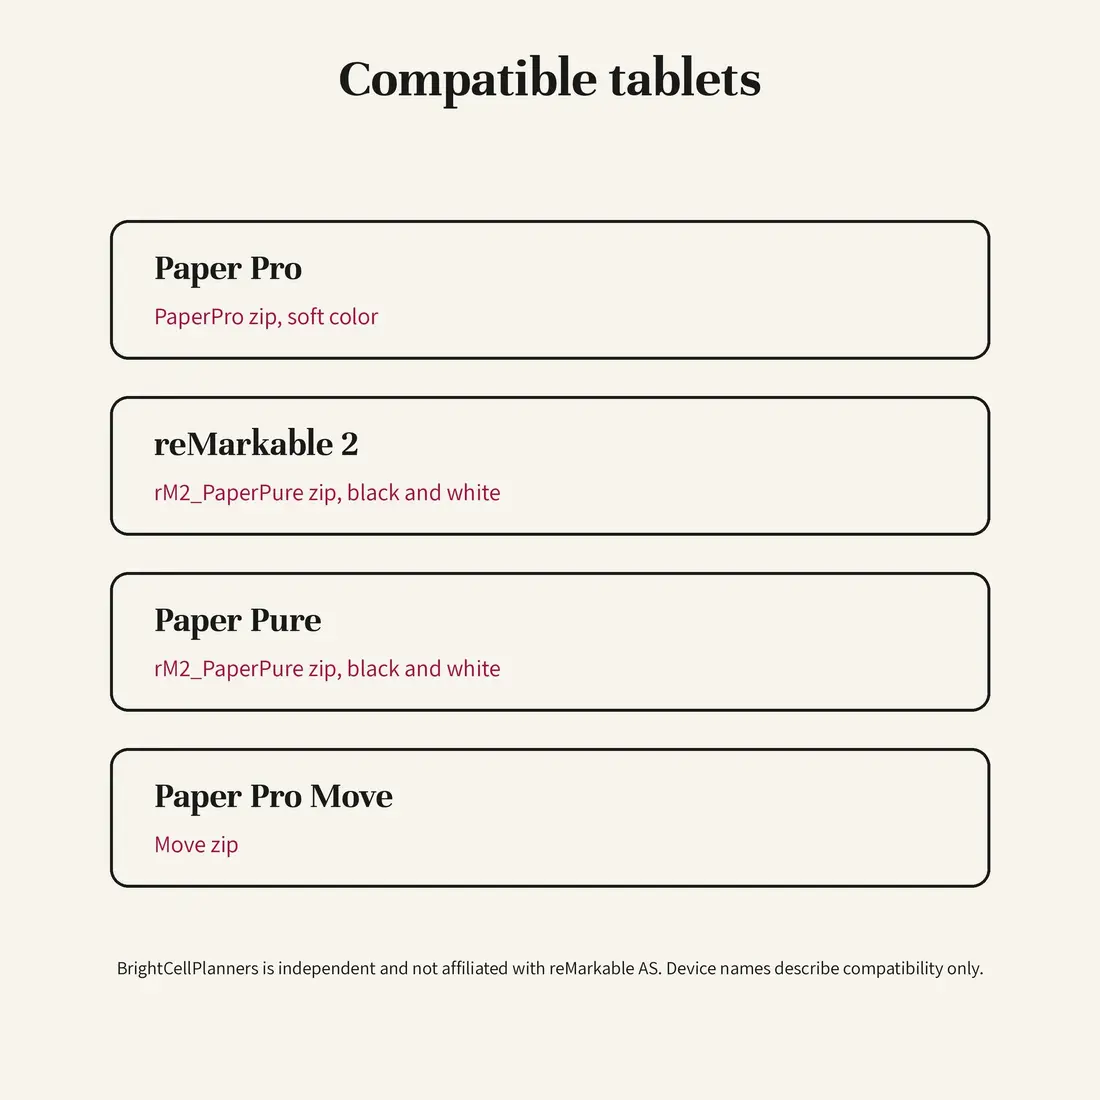 Compatible tablets
Paper Pro
PaperPro zip, soft color
reMarkable 2
rM2_PaperPure zip, black and white
Paper Pure
rM2_PaperPure zip, black and white
Paper Pro Move
Move zip
BrightCellPlanners is independent and not affiliated with reMarkable AS. Device names describe compatibility only.